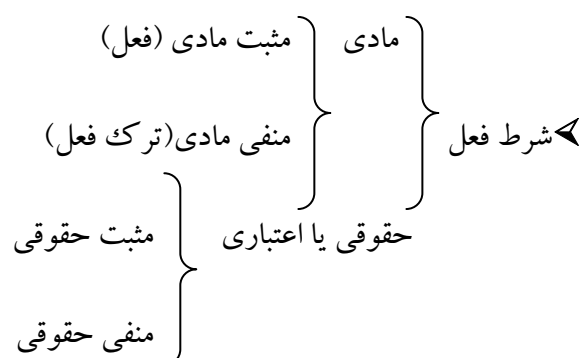 مادی مثبت مادی (فعل)
➢شرط فعل منفی مادی(ترک فعل)
حقوقی یا اعتباری مثبت حقوقی
منفی حقوقی